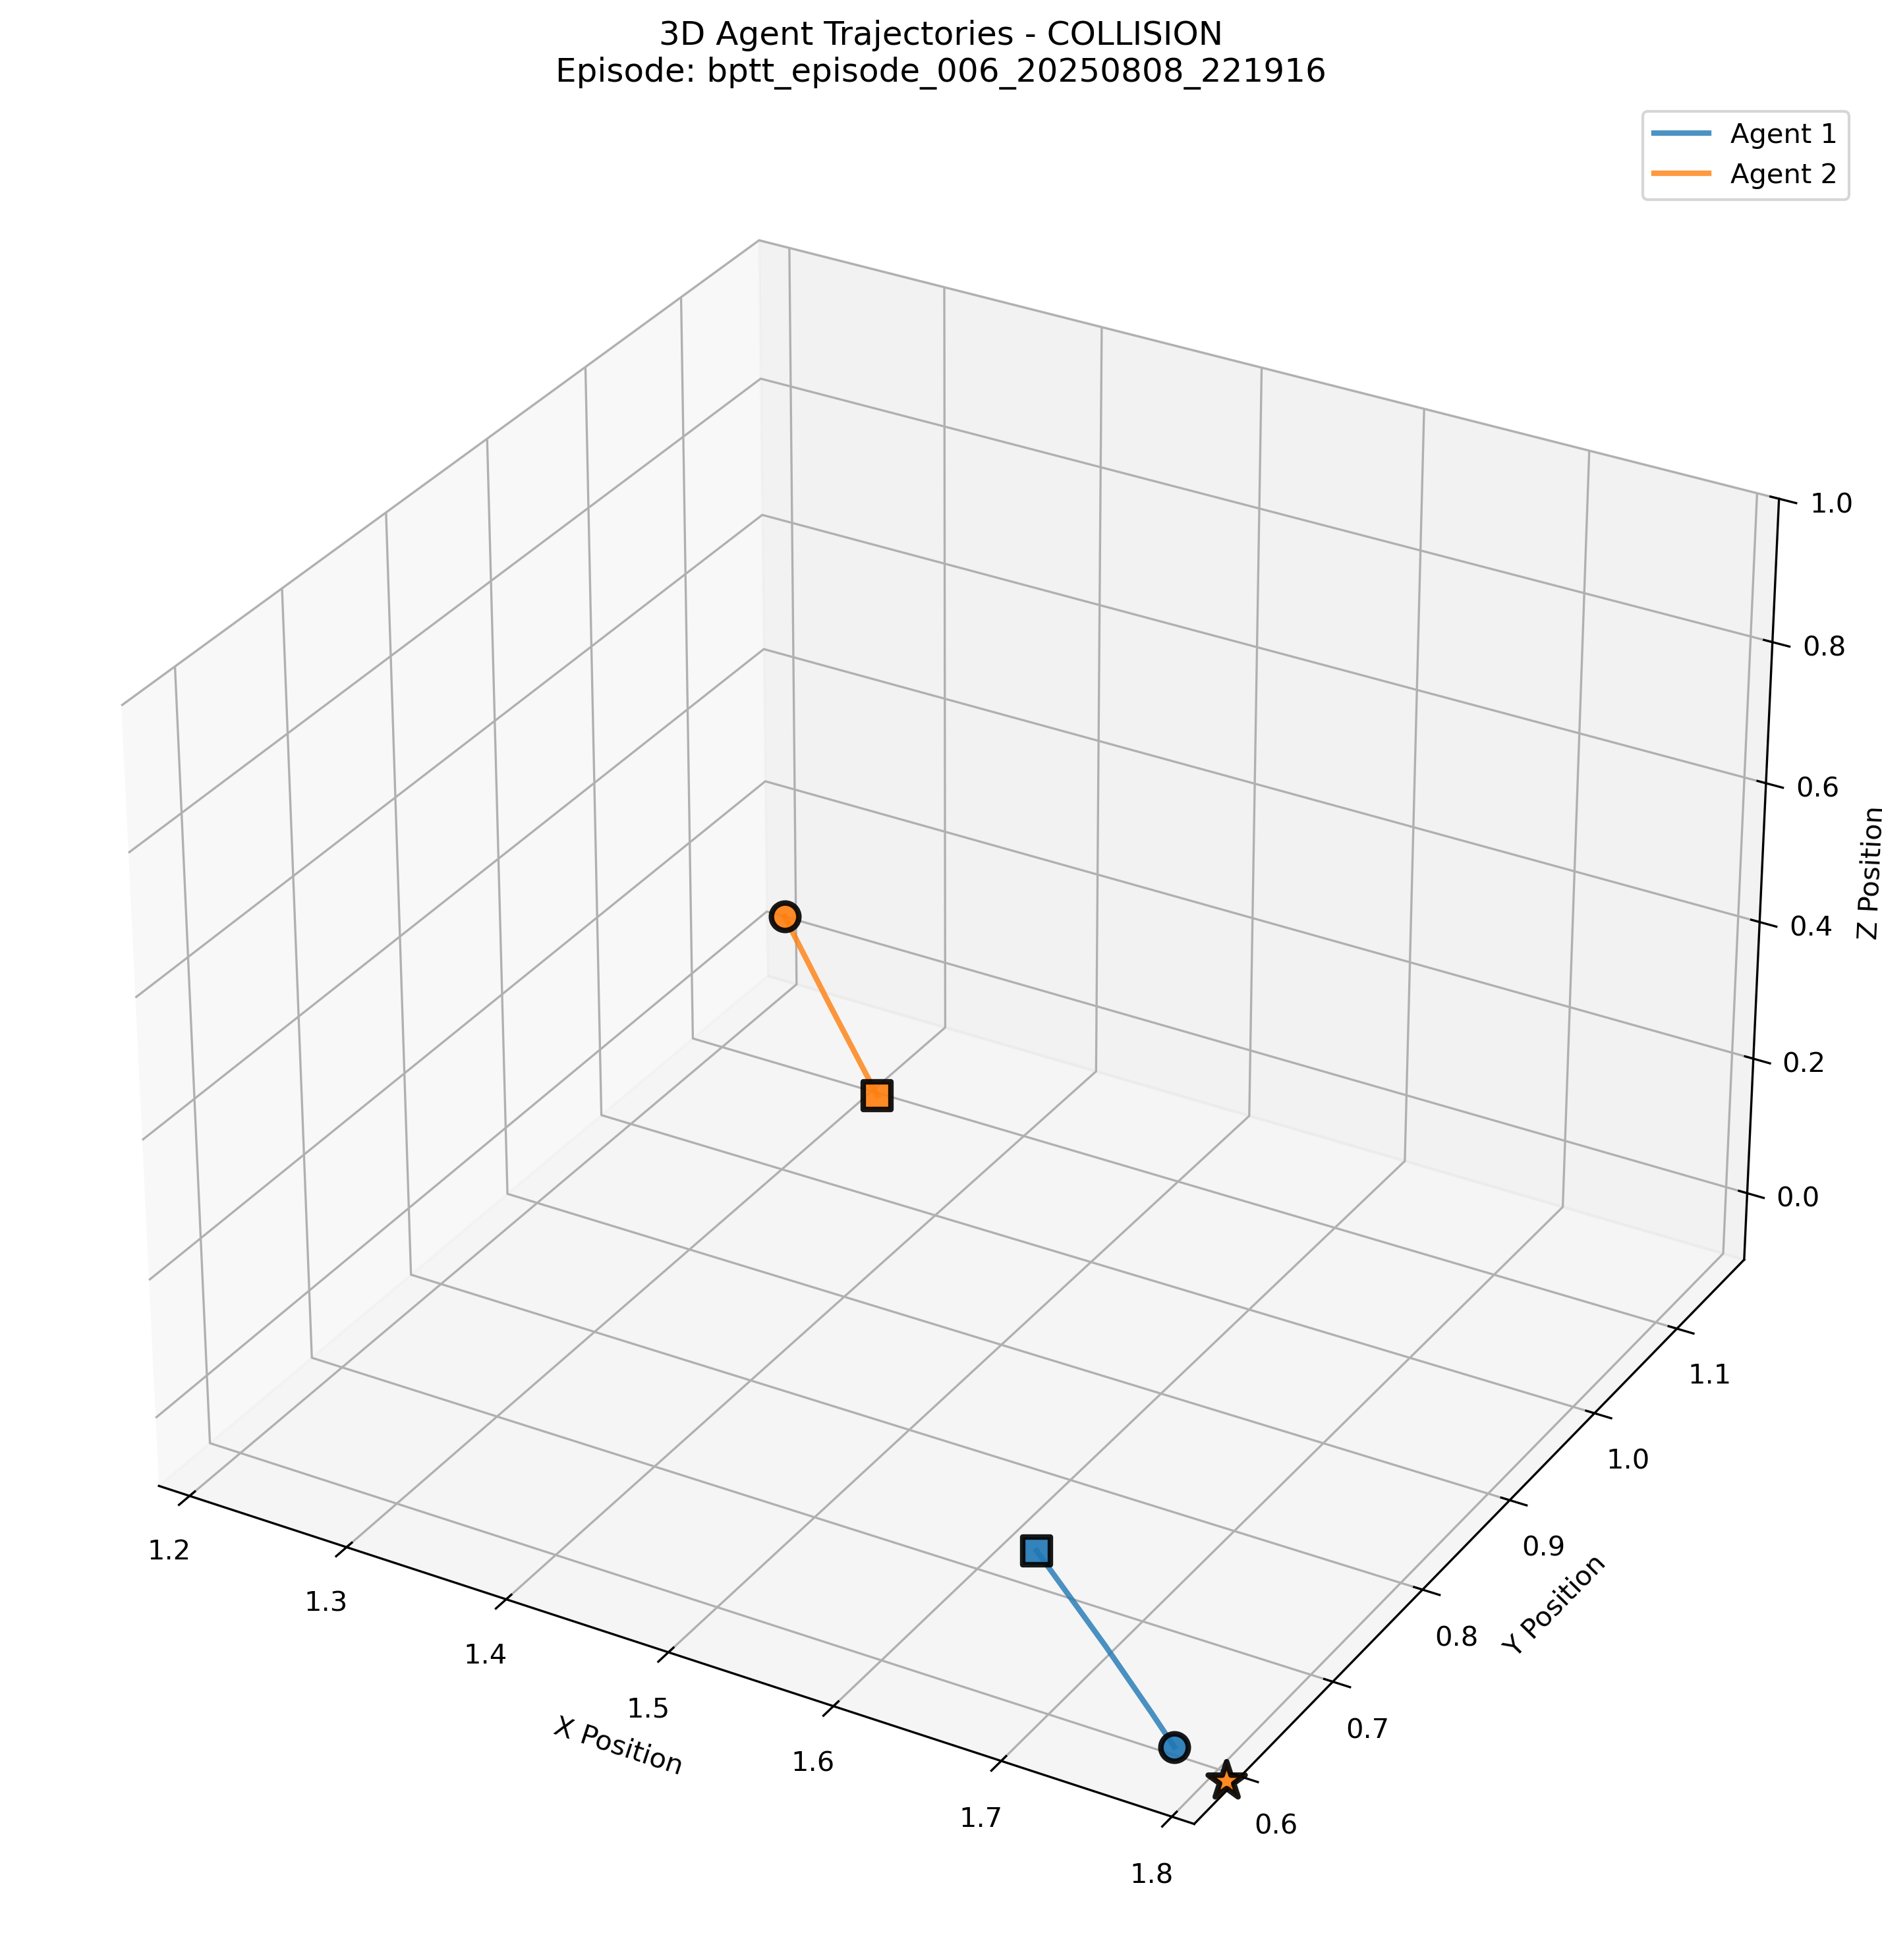 3D Agent Trajectories - COLLISION
Episode: bptt_episode_006_20250808_221916
Agent 1
Agent 2
1.0
0.8
0.6
0.4
0.2
0.0
Z Position
1.1
1.0
0.9
0.8
0.7
0.6
Y Position
1.2
1.3
1.4
1.5
1.6
1.7
1.8
X Position